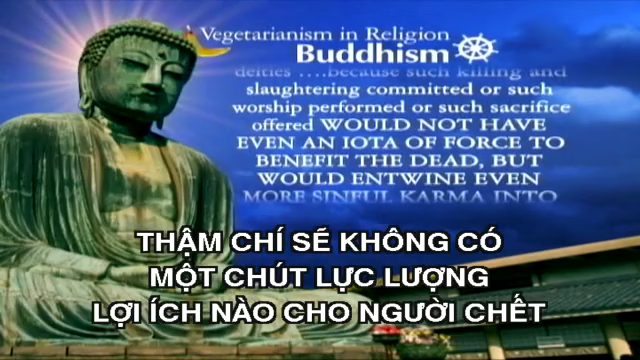 Vegetarianism in Religion
Buddhism
deities ....because such killing and
slaughtering committed or such
worship performed or such sacrifice
offered WOULD NOT HAVE
EVEN AN IOTA OF FORCE TO
BENEFIT THE DEAD, BUT
WOULD ENTWINE EVEN
MORE SINFUL KARMA INTO
THẬM CHÍ SẼ KHÔNG CÓ
MỘT CHÚT LỰC LƯỢNG
LỢI ÍCH NÀO CHO NGƯỜI CHẾT